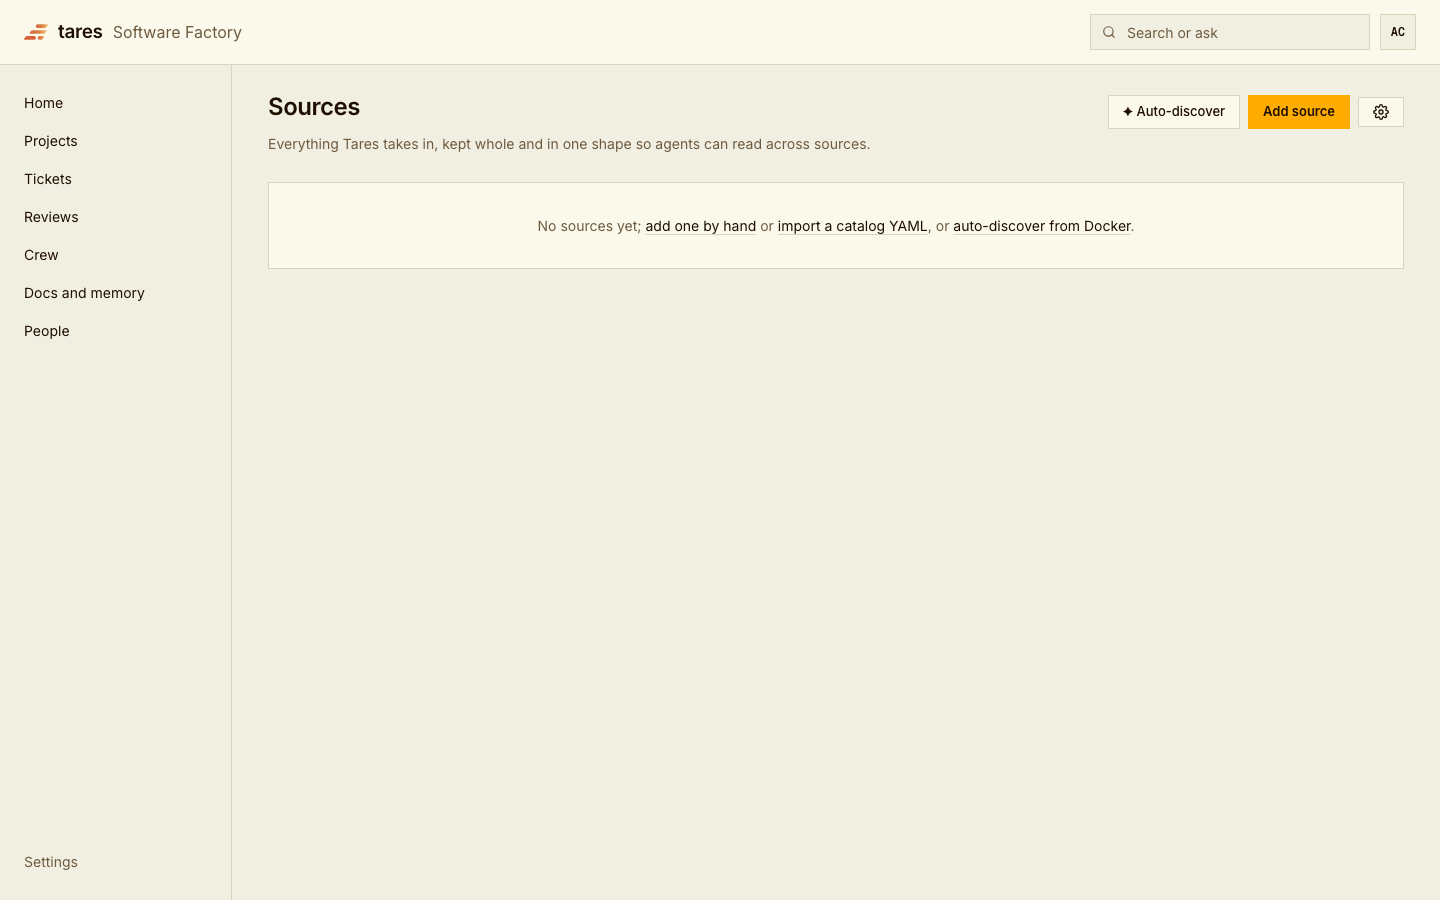 tares Software Factory
Search or ask
AC
Home
Projects
Tickets
Reviews
Crew
Docs and memory
People
Settings
Sources
✦ Auto-discover
Add source
Everything Tares takes in, kept whole and in one shape so agents can read across sources.
No sources yet; add one by hand or import a catalog YAML, or auto-discover from Docker.